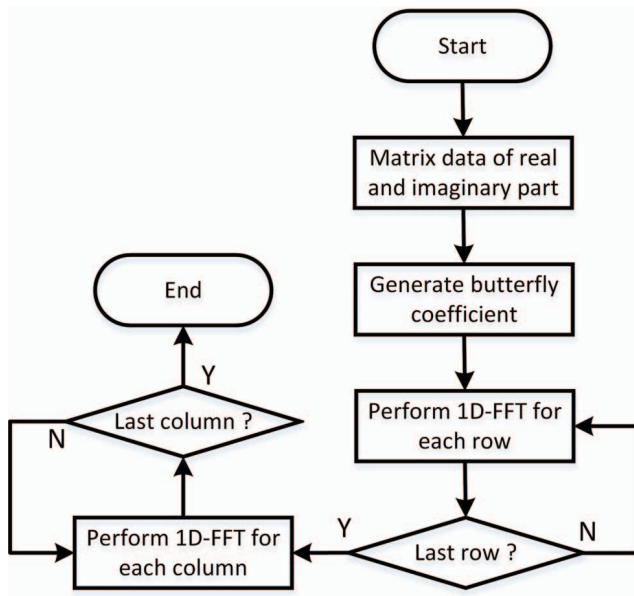 Start
Matrix data of real
and imaginary part
Generate butterfly
coefficient
Perform 1D-FFT for
each row
Last row ?
N
Y
Perform 1D-FFT for
each column
Last column ?
N
Y
End